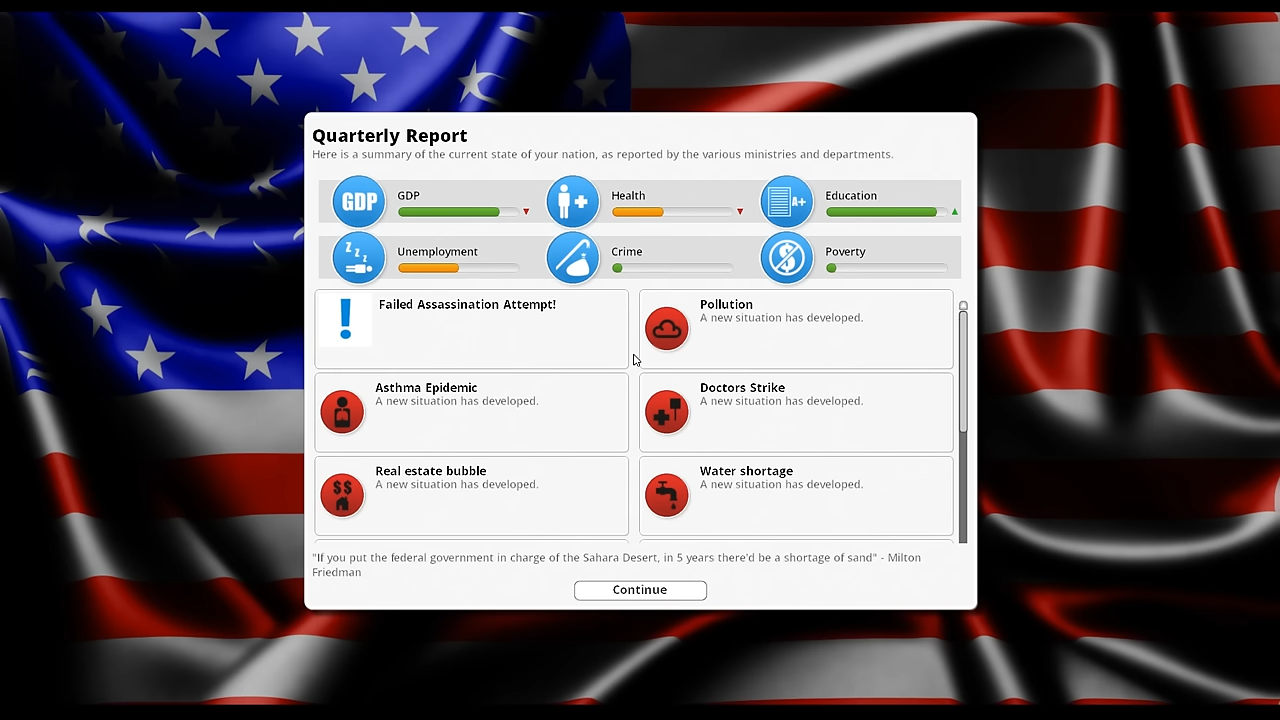 Quarterly Report
Here is a summary of the current state of your nation, as reported by the various ministries and departments.
GDP GDP
Health
A+ Education
Z Z Z Unemployment
Crime
$ Poverty
! Failed Assassination Attempt!
Pollution
A new situation has developed.
Asthma Epidemic
A new situation has developed.
Doctors Strike
A new situation has developed.
$$ Real estate bubble
A new situation has developed.
Water shortage
A new situation has developed.
"If you put the federal government in charge of the Sahara Desert, in 5 years there'd be a shortage of sand" - Milton
Friedman
Continue